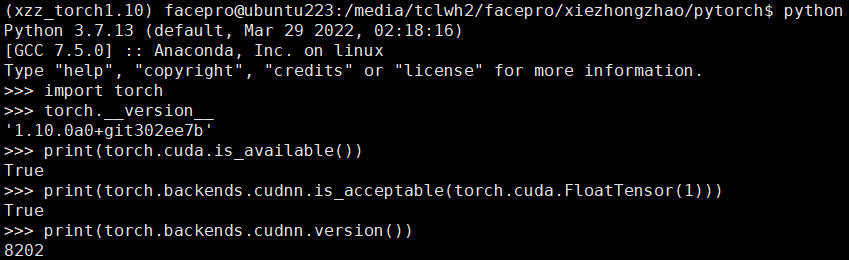 (xzz_torch1.10) facepro@ubuntu223:/media/tclwh2/facepro/xiezhongzhao/pytorch$ python
Python 3.7.13 (default, Mar 29 2022, 02:18:16)
[GCC 7.5.0] :: Anaconda, Inc. on linux
Type "help", "copyright", "credits" or "license" for more information.
>>> import torch
>>> torch.__version__
'1.10.0a0+git302ee7b'
>>> print(torch.cuda.is_available())
True
>>> print(torch.backends.cudnn.is_acceptable(torch.cuda.FloatTensor(1)))
True
>>> print(torch.backends.cudnn.version())
8202